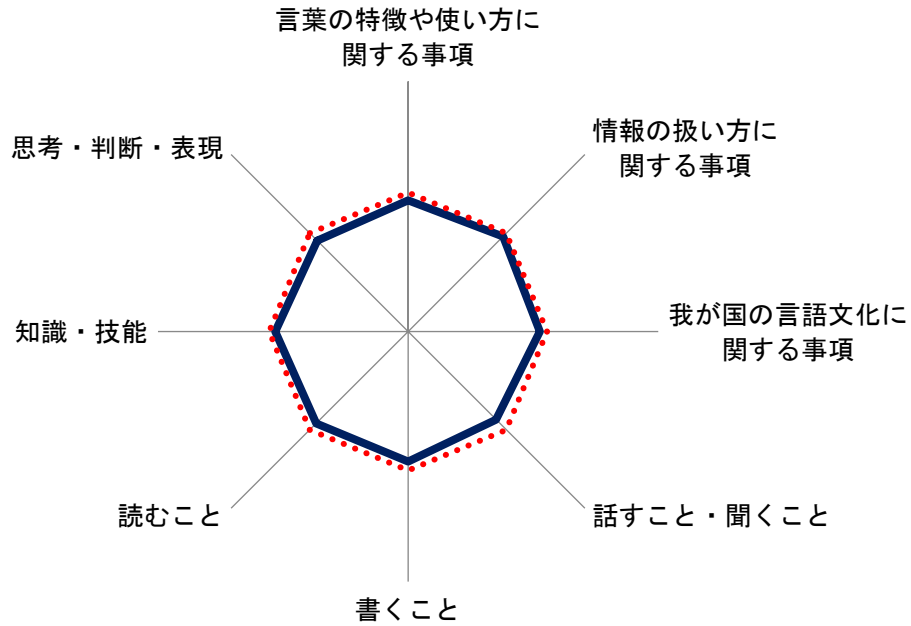 言葉の特徴や使い方に
関する事項
情報の扱い方に
関する事項
我が国の言語文化に
関する事項
話すこと・聞くこと
書くこと
読むこと
知識・技能
思考・判断・表現